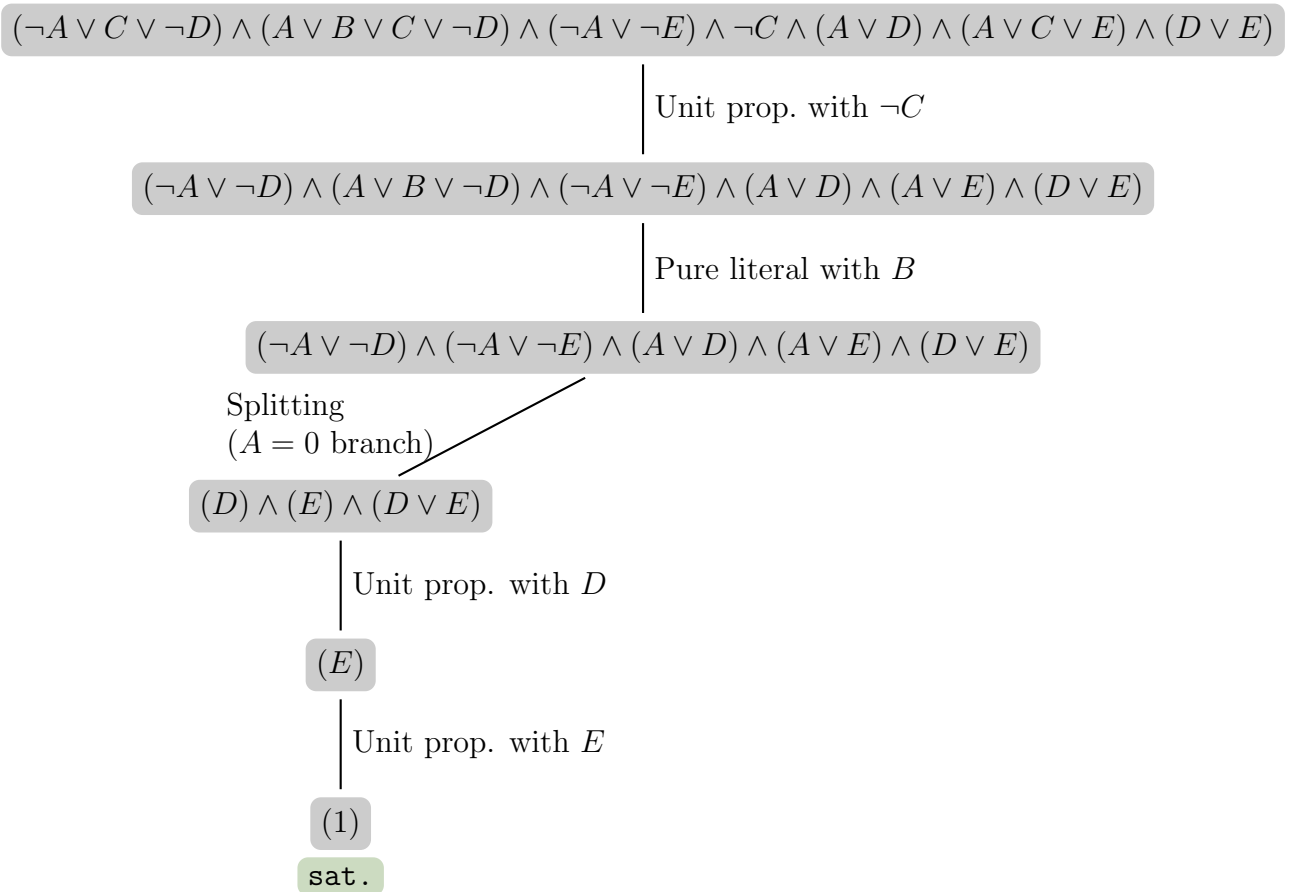 (¬A ∨ C ∨ ¬D) ∧ (A ∨ B ∨ C ∨ ¬D) ∧ (¬A ∨ ¬E) ∧ ¬C ∧ (A ∨ D) ∧ (A ∨ C ∨ E) ∧ (D ∨ E)
Unit prop. with ¬C
(¬A ∨ ¬D) ∧ (A ∨ B ∨ ¬D) ∧ (¬A ∨ ¬E) ∧ (A ∨ D) ∧ (A ∨ E) ∧ (D ∨ E)
Pure literal with B
(¬A ∨ ¬D) ∧ (¬A ∨ ¬E) ∧ (A ∨ D) ∧ (A ∨ E) ∧ (D ∨ E)
Splitting
(A = 0 branch)
(D) ∧ (E) ∧ (D ∨ E)
Unit prop. with D
(E)
Unit prop. with E
(1)
sat.